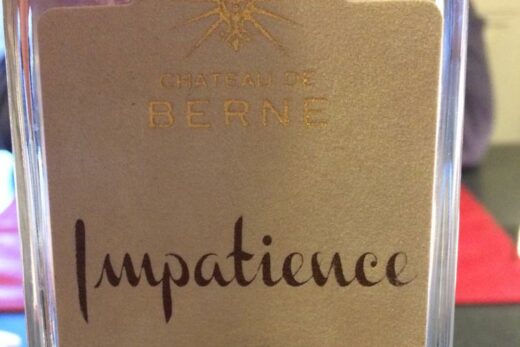 CHATEAU DE
BERNE
Impatience